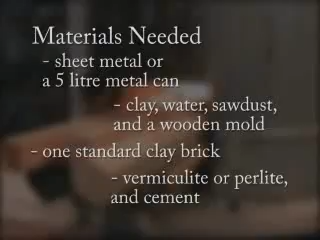 Materials Needed
- sheet metal or
a 5 litre metal can
- clay, water, sawdust,
and a wooden mold
- one standard clay brick
- vermiculite or perlite,
and cement